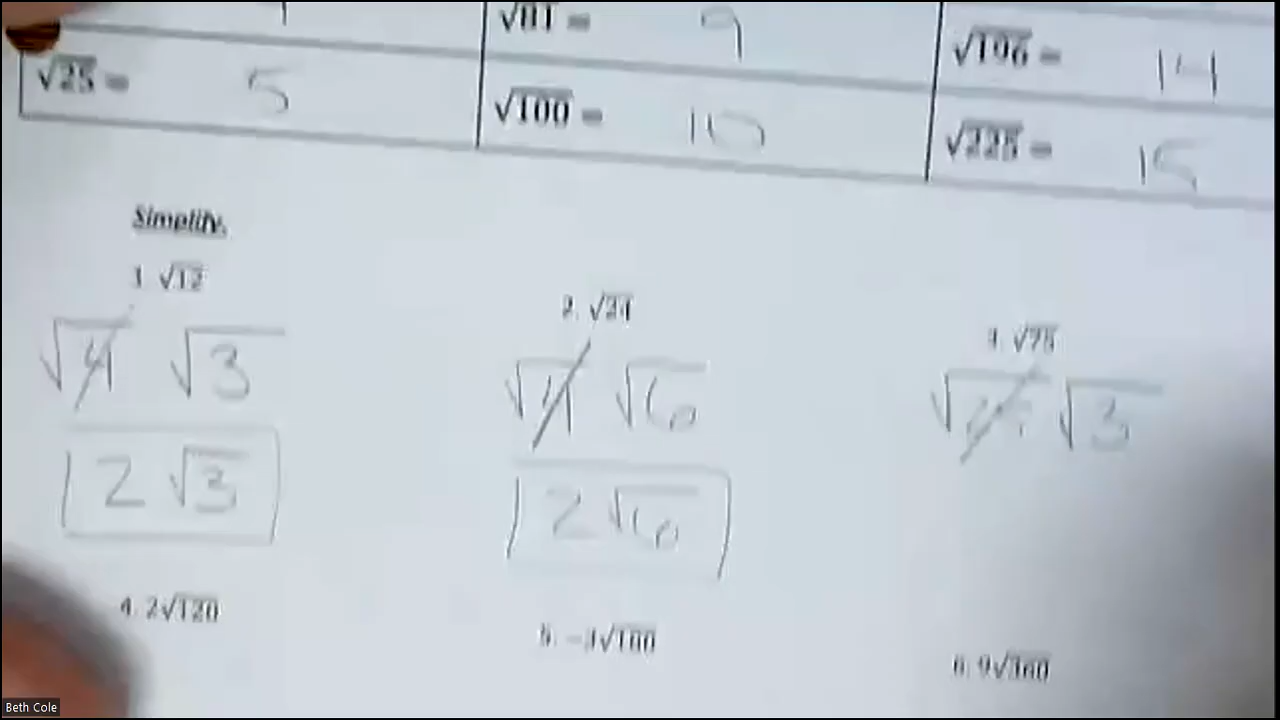 √81 = 9
√196 = 14
√25 = 5
√100 = 10
√225 = 15
Simplify.
1. √12
2. √24
3. √75
√4 √3
√4 √6
√25 √3
2 √3
2 √6
4. 2√120
6. 9√360
Beth Cole